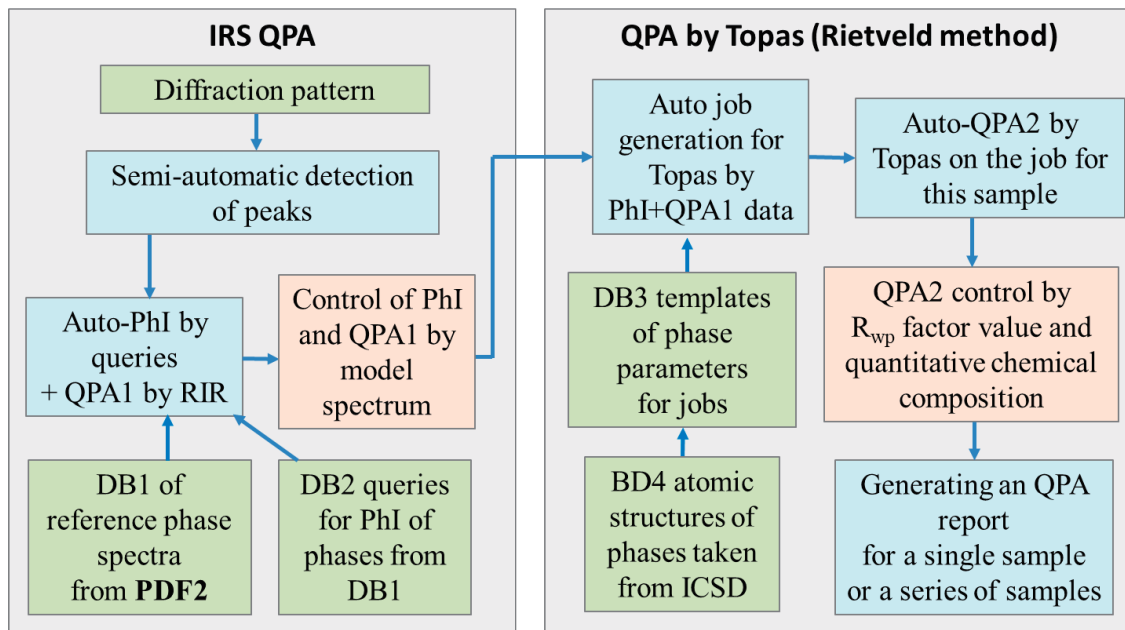 IRS QPA
Diffraction pattern
Semi-automatic detection
of peaks
Auto-PhI by
queries
+ QPA1 by RIR
Control of PhI
and QPA1 by
model
spectrum
DB1 of
reference phase
spectra
from PDF2
DB2 queries
for PhI of
phases from
DB1
QPA by Topas (Rietveld method)
Auto job
generation for
Topas by
PhI+QPA1 data
Auto-QPA2 by
Topas on the job for
this sample
DB3 templates
of phase
parameters
for jobs
QPA2 control by
Rwp factor value and
quantitative chemical
composition
BD4 atomic
structures of
phases taken
from ICSD
Generating an QPA
report
for a single sample
or a series of samples